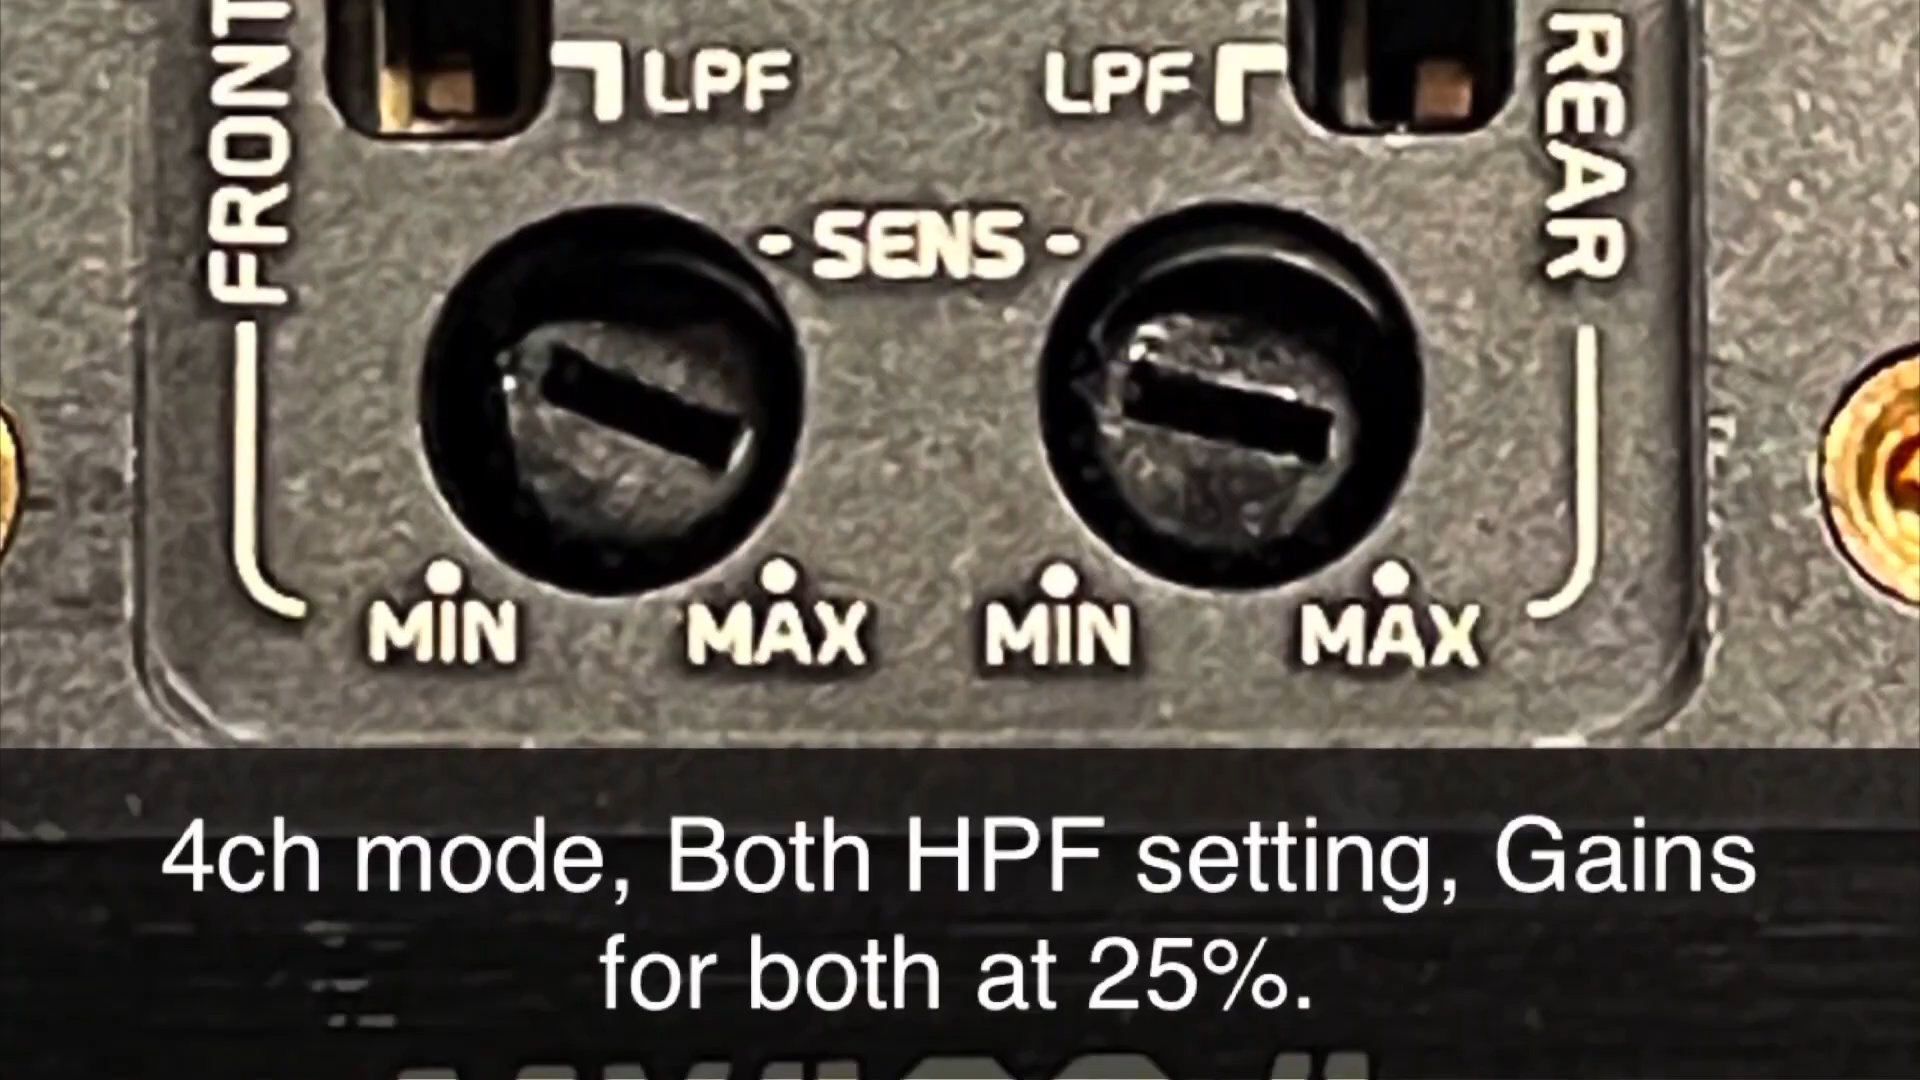 FRONT
LPF
LPF
REAR
- SENS -
MIN
MAX
MIN
MAX
4ch mode, Both HPF setting, Gains
for both at 25%.